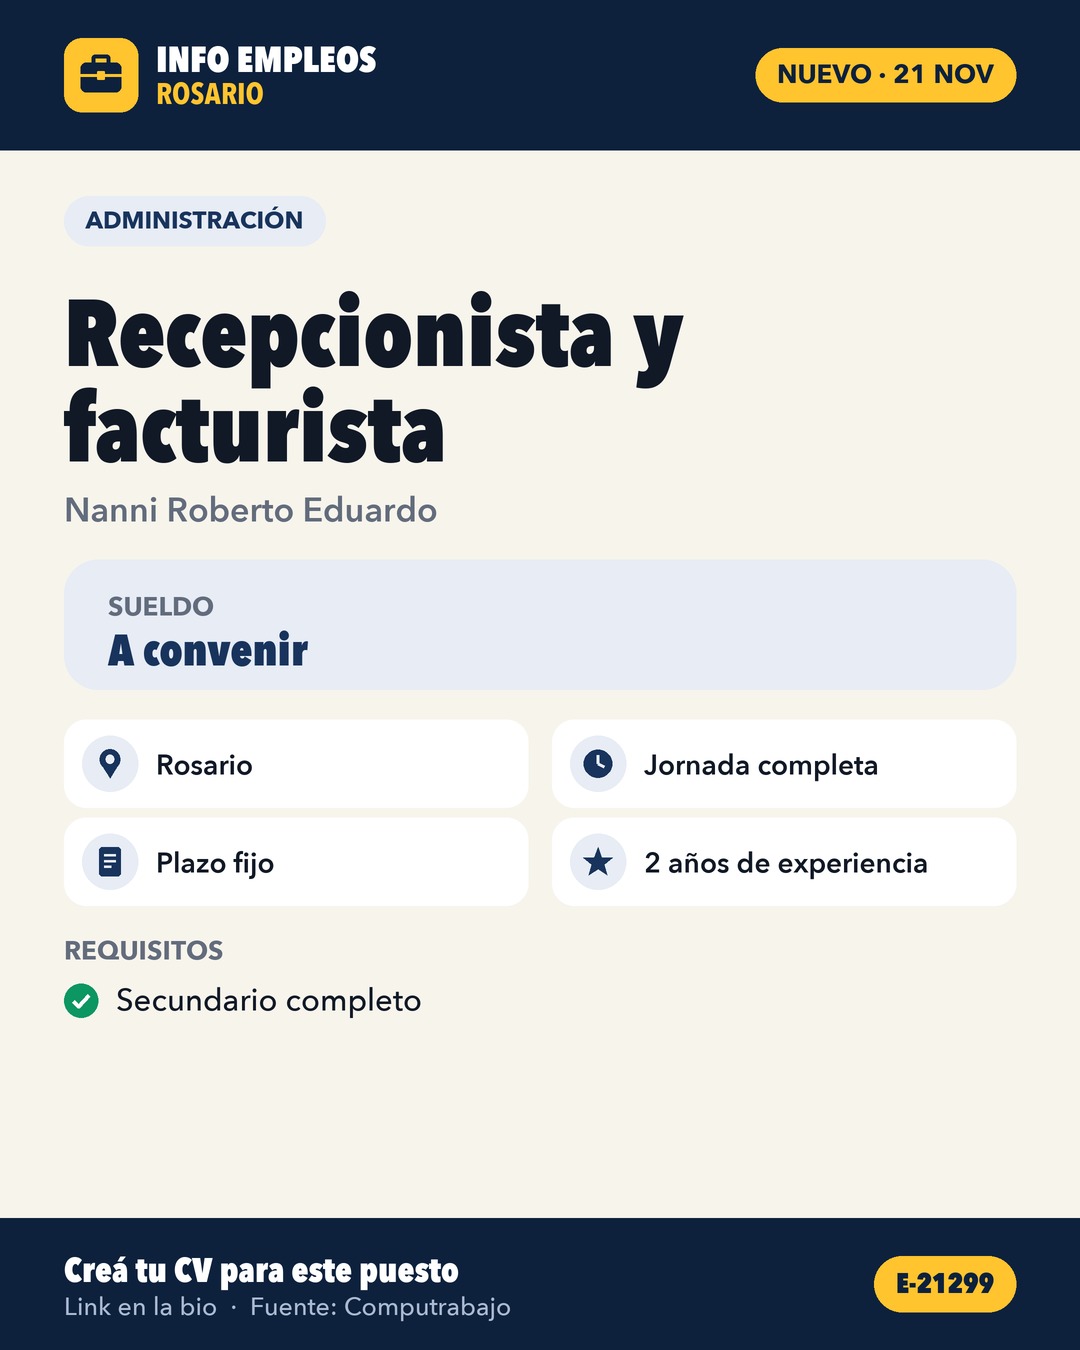 INFO EMPLEOS
ROSARIO
NUEVO · 21 NOV
ADMINISTRACIÓN
Recepcionista y
facturista
Nanni Roberto Eduardo
SUELDO
A convenir
Rosario
Jornada completa
Plazo fijo
2 años de experiencia
REQUISITOS
Secundario completo
Creá tu CV para este puesto
Link en la bio · Fuente: Computrabajo
E-21299